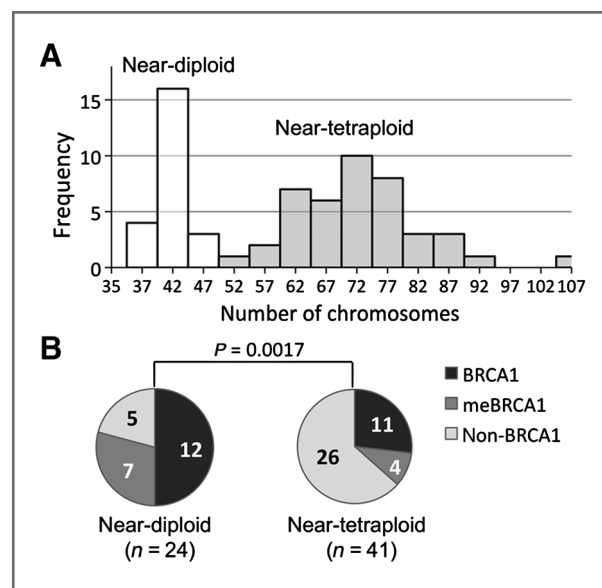 A
Near-diploid
Near-tetraploid
Frequency
15
10
5
0
35 37 42 47 52 57 62 67 72 77 82 87 92 97 102 107
Number of chromosomes
B
P = 0.0017
BRCA1
meBRCA1
Non-BRCA1
5 12 7
11 26 4
Near-diploid Near-tetraploid
(n = 24) (n = 41)